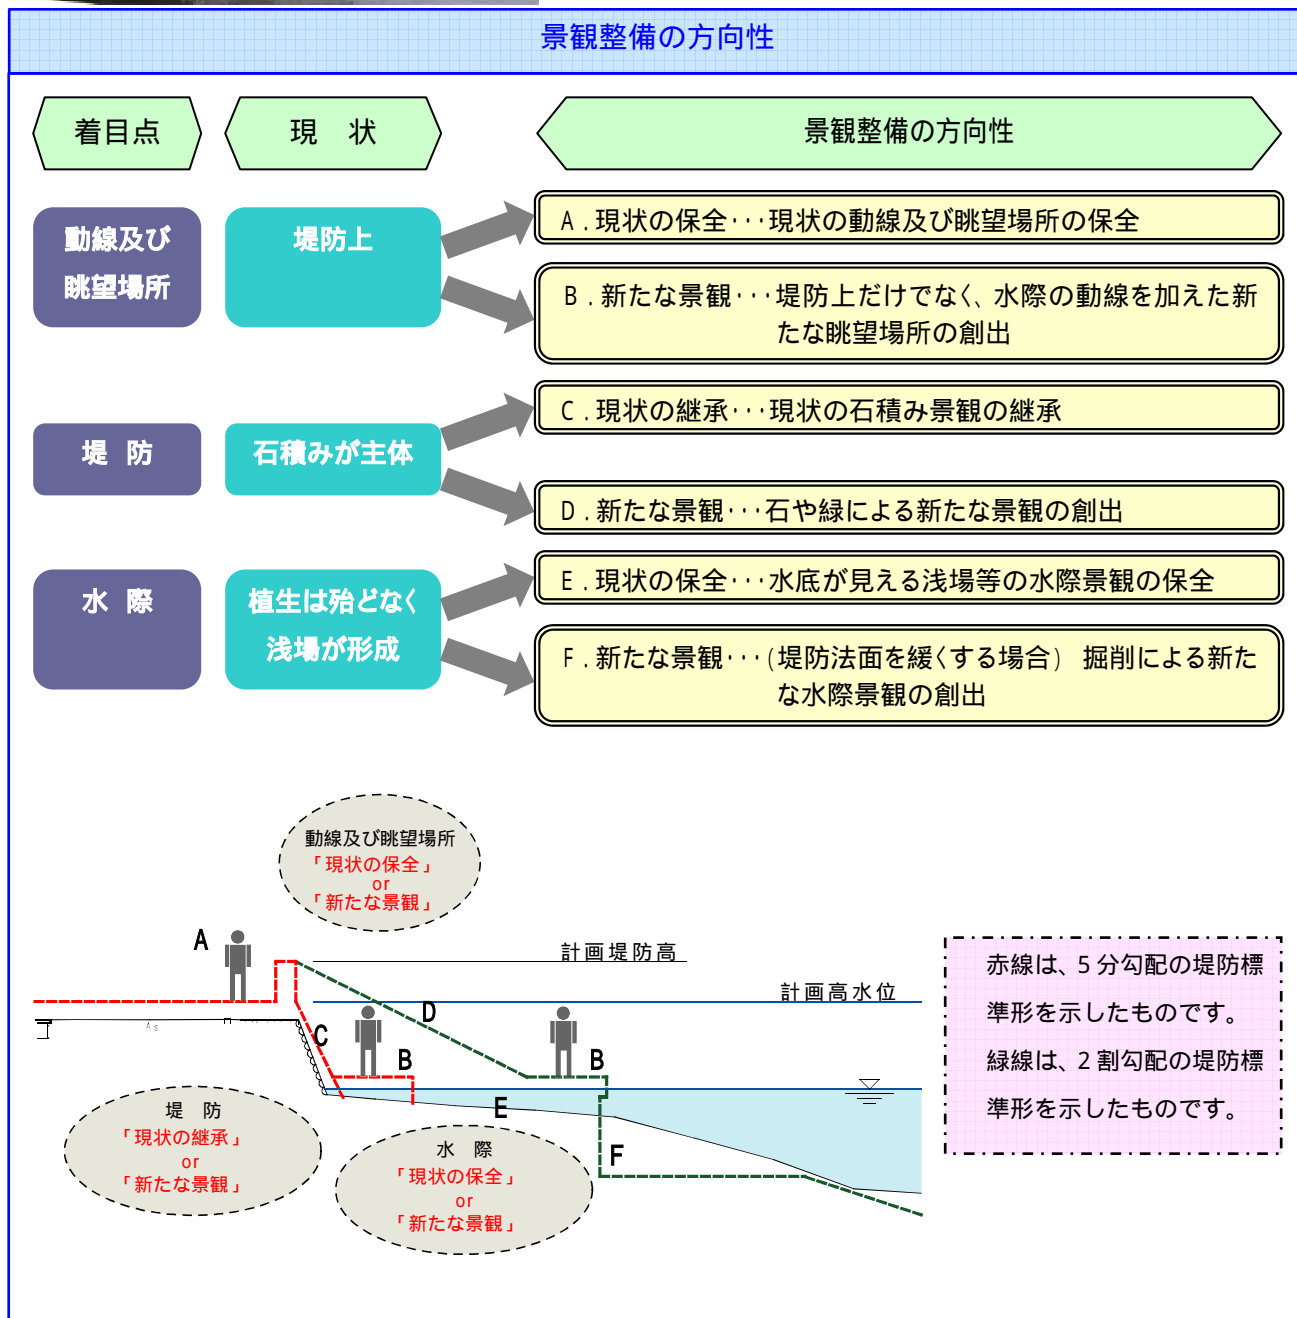 景観整備の方向性
着目点
現　状
景観整備の方向性
動線及び
眺望場所
堤防上
A．現状の保全･･･現状の動線及び眺望場所の保全
B．新たな景観･･･堤防上だけでなく、水際の動線を加えた新
たな眺望場所の創出
堤 防
石積みが主体
C．現状の継承･･･現状の石積み景観の継承
D．新たな景観･･･石や緑による新たな景観の創出
水 際
植生は殆どなく
浅場が形成
E．現状の保全･･･水底が見える浅場等の水際景観の保全
F．新たな景観･･･(堤防法面を緩くする場合)　掘削による新た
な水際景観の創出
動線及び眺望場所
「現状の保全」
or
「新たな景観」
A
計画堤防高
計画高水位
D
C
B
B
As
E
F
堤　防
「現状の継承」
or
「新たな景観」
水　際
「現状の保全」
or
「新たな景観」
赤線は、5分勾配の堤防標
準形を示したものです。
緑線は、2割勾配の堤防標
準形を示したものです。